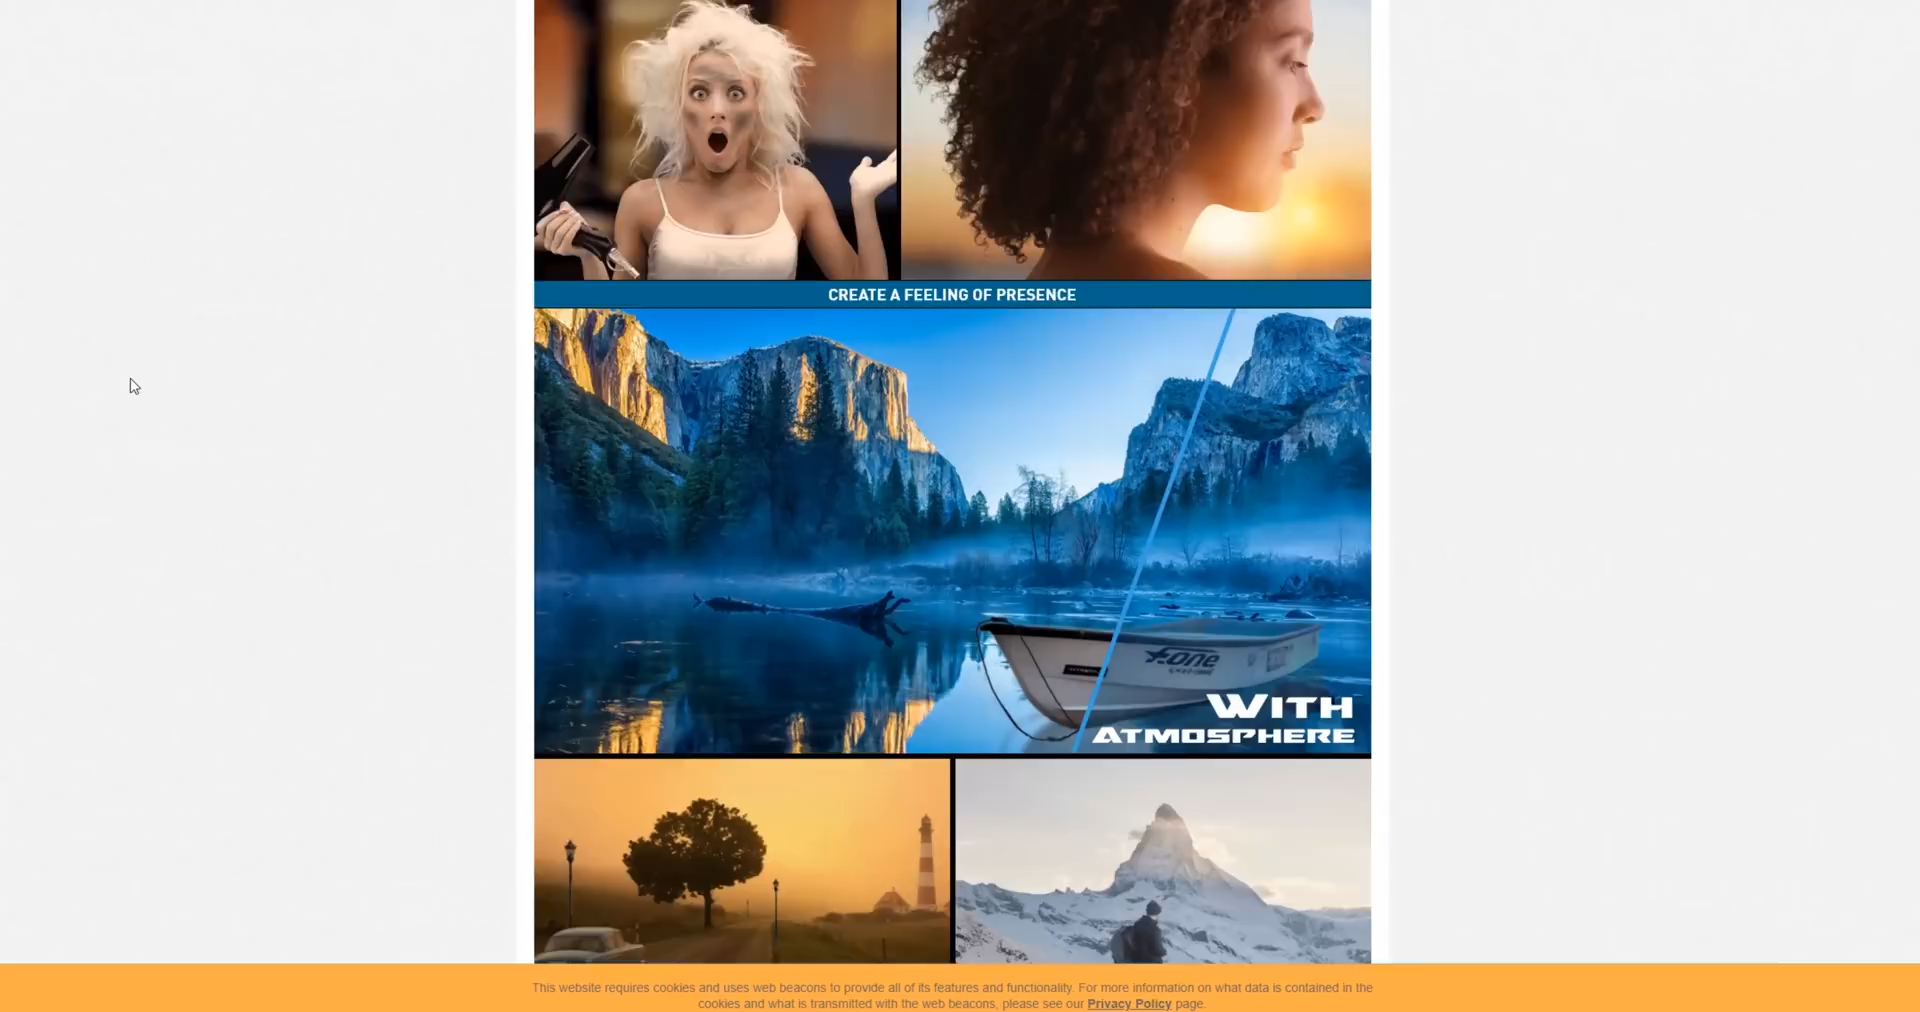 CREATE A FEELING OF PRESENCE
F-ONE
WITH
ATMOSPHERE
This website requires cookies and uses web beacons to provide all of its features and functionality. For more information on what data is contained in the
cookies and what is transmitted with the web beacons, please see our Privacy Policy page.